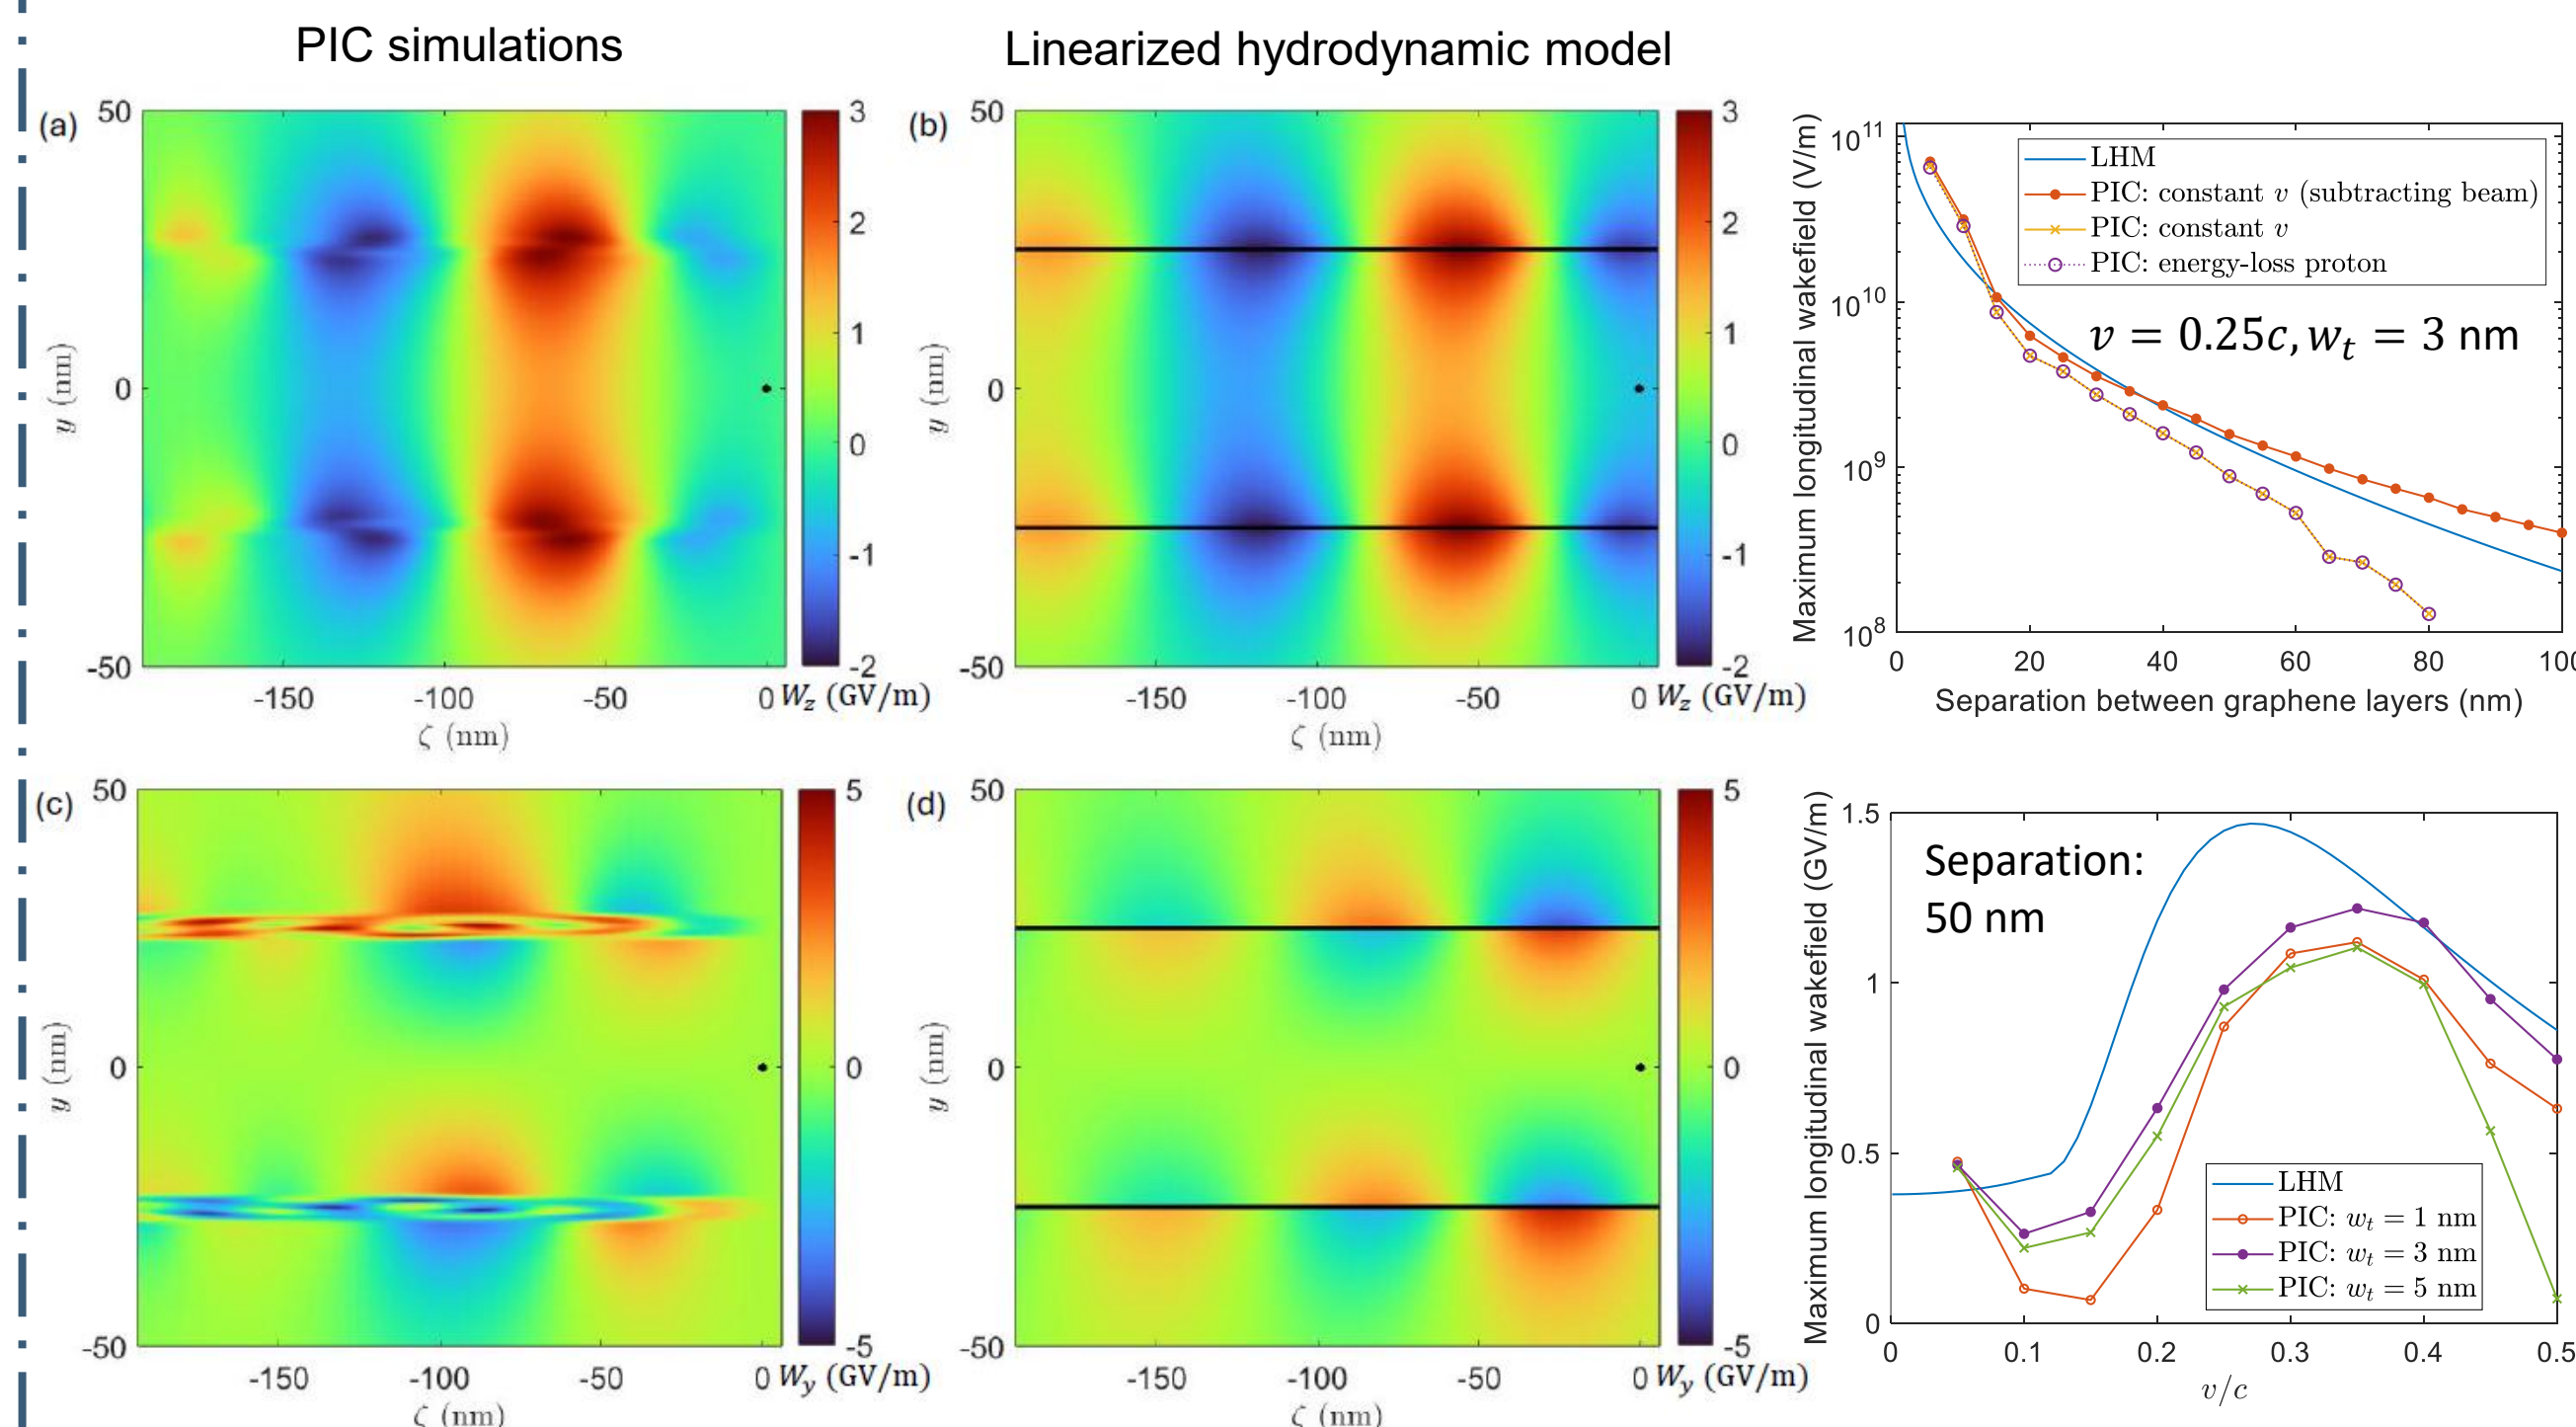 PIC simulations
Linearized hydrodynamic model
(a)
50
0
-50
y (nm)
-150 -100 -50 0
ζ (nm)
3
2
1
0
-1
-2
W_z (GV/m)
(b)
50
0
-50
y (nm)
-150 -100 -50 0
ζ (nm)
3
2
1
0
-1
-2
W_z (GV/m)
Maximum longitudinal wakefield (V/m)
10^11
10^10
10^9
10^8
LHM
PIC: constant v (subtracting beam)
PIC: constant v
PIC: energy-loss proton
v = 0.25c, w_t = 3 nm
0 20 40 60 80 100
Separation between graphene layers (nm)
(c)
50
0
-50
y (nm)
-150 -100 -50 0
ζ (nm)
5
0
-5
W_y (GV/m)
(d)
50
0
-50
y (nm)
-150 -100 -50 0
ζ (nm)
5
0
-5
W_y (GV/m)
Maximum longitudinal wakefield (GV/m)
1.5
1
0.5
0
Separation:
50 nm
LHM
PIC: w_t = 1 nm
PIC: w_t = 3 nm
PIC: w_t = 5 nm
0 0.1 0.2 0.3 0.4 0.5
v/c